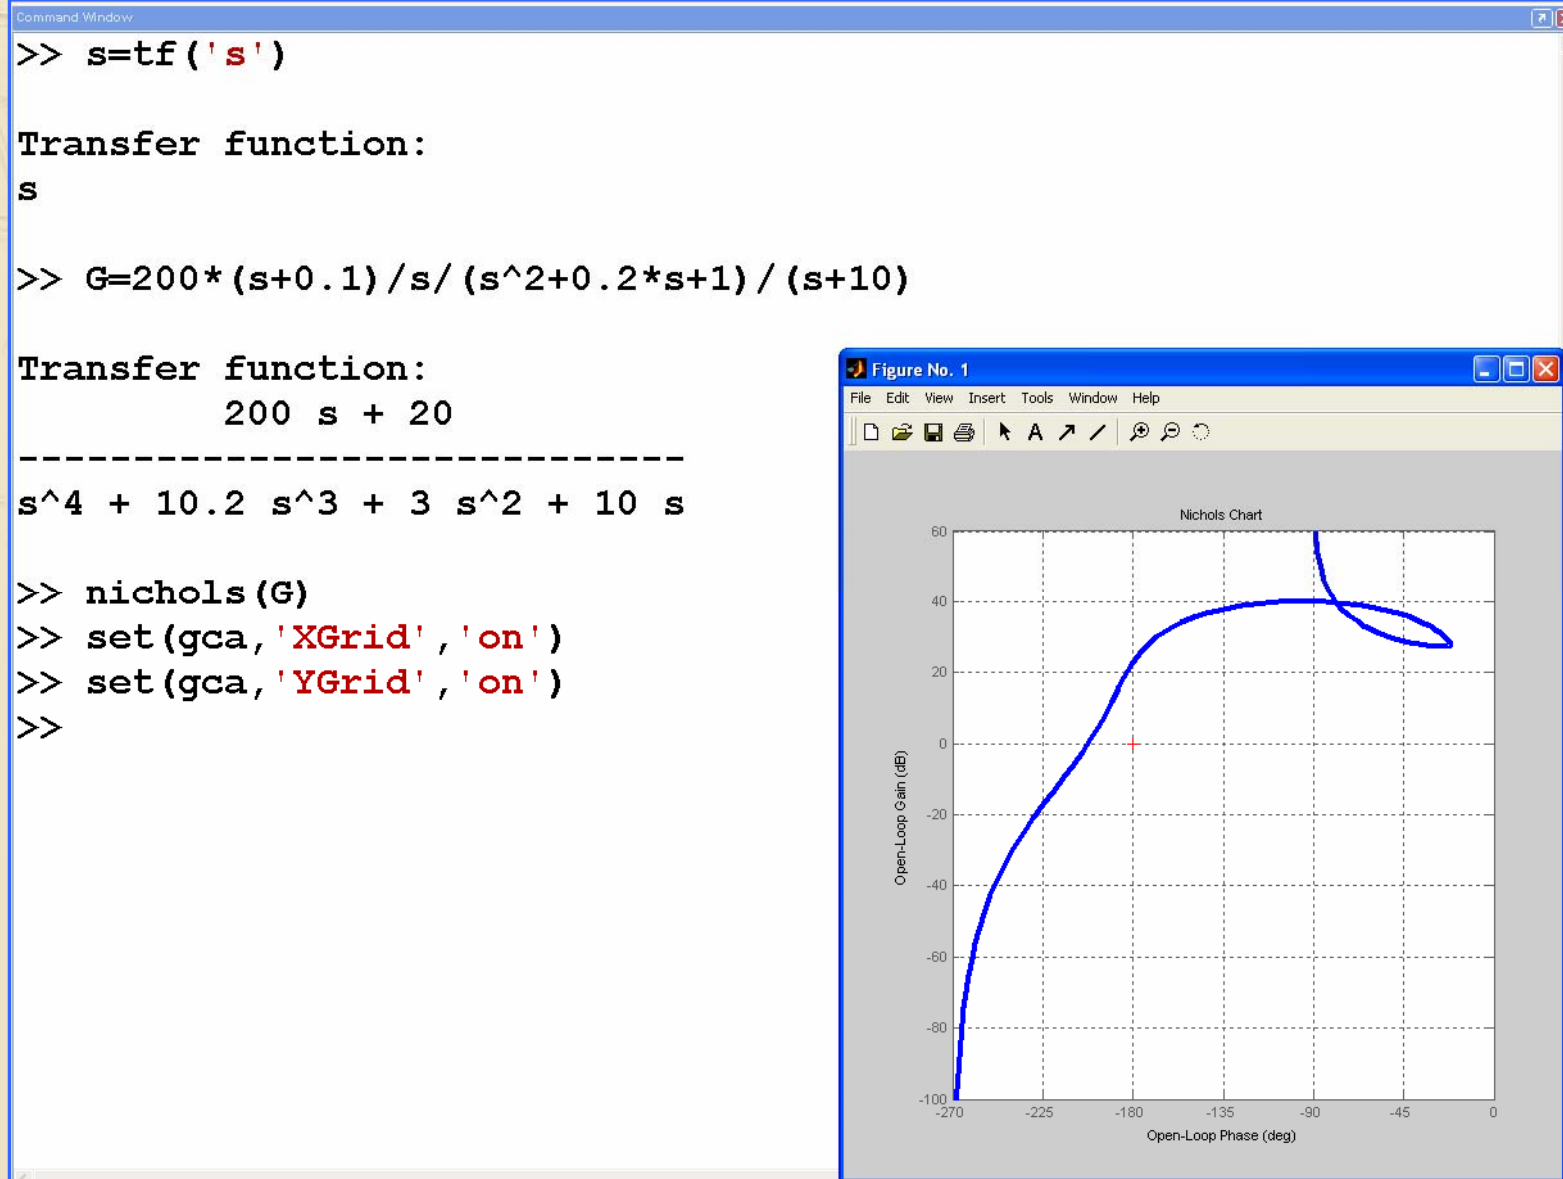 Command Window
>> s=tf('s')
Transfer function:
s
>> G=200*(s+0.1)/s/(s^2+0.2*s+1)/(s+10)
Transfer function:
200 s + 20
-----------------------------
s^4 + 10.2 s^3 + 3 s^2 + 10 s
>> nichols(G)
>> set(gca,'XGrid','on')
>> set(gca,'YGrid','on')
>>
Figure No. 1
File Edit View Insert Tools Window Help
A
Nichols Chart
60
40
20
0
-20
-40
-60
-80
-100
Open-Loop Gain (dB)
-270 -225 -180 -135 -90 -45 0
Open-Loop Phase (deg)